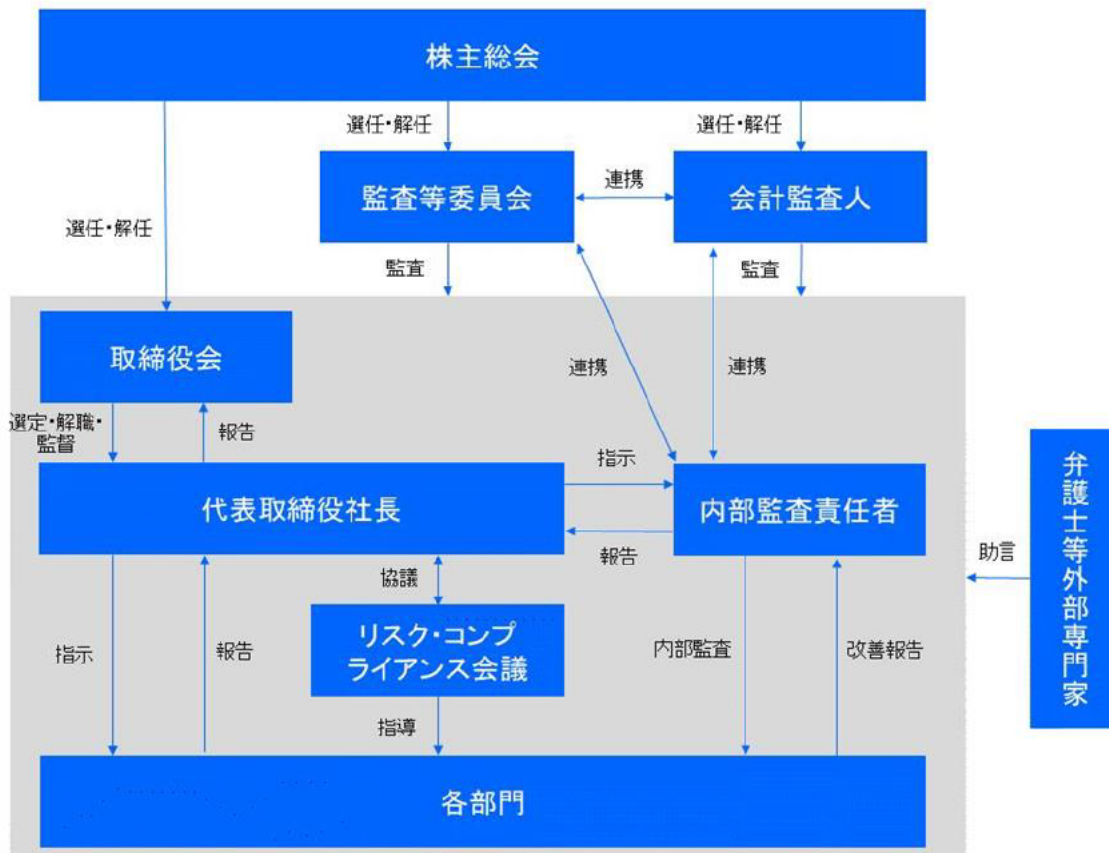 株主総会
選任・解任
選任・解任
選任・解任
監査等委員会
連携
会計監査人
監査
監査
取締役会
連携
連携
選定・解職・
監督
報告
代表取締役社長
指示
報告
内部監査責任者
弁護士等外部専門家
助言
協議
リスク・コンプ
ライアンス会議
指示
報告
内部監査
改善報告
指導
各部門